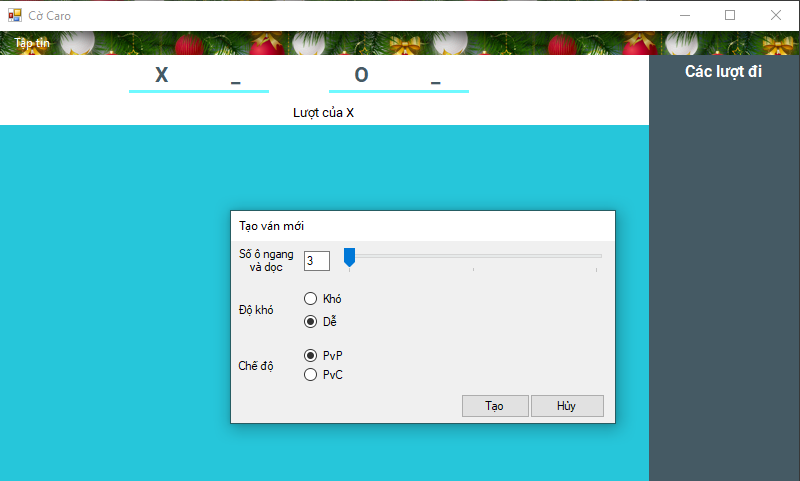 Cờ Caro
Tập tin
X _ O _
Lượt của X
Các lượt đi
Tạo ván mới
Số ô ngang
và dọc
3
Độ khó
Khó
Dễ
Chế độ
PvP
PvC
Tạo Hủy